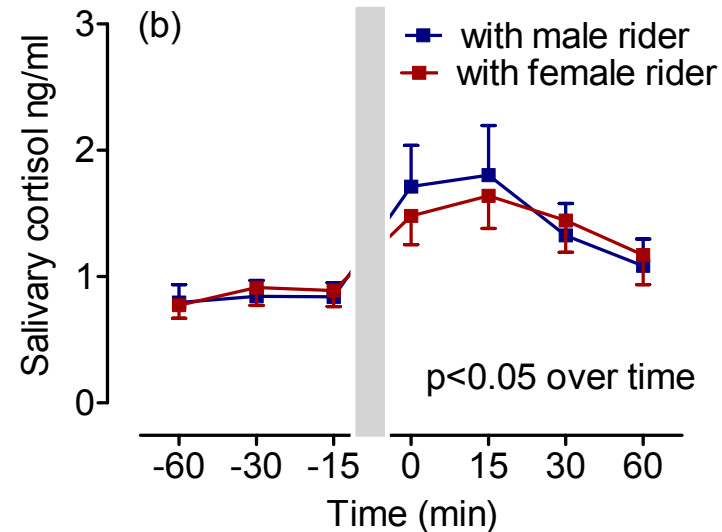 (b)
with male rider
with female rider
Salivary cortisol ng/ml
3
2
1
0
p<0.05 over time
-60 -30 -15 0 15 30 60
Time (min)